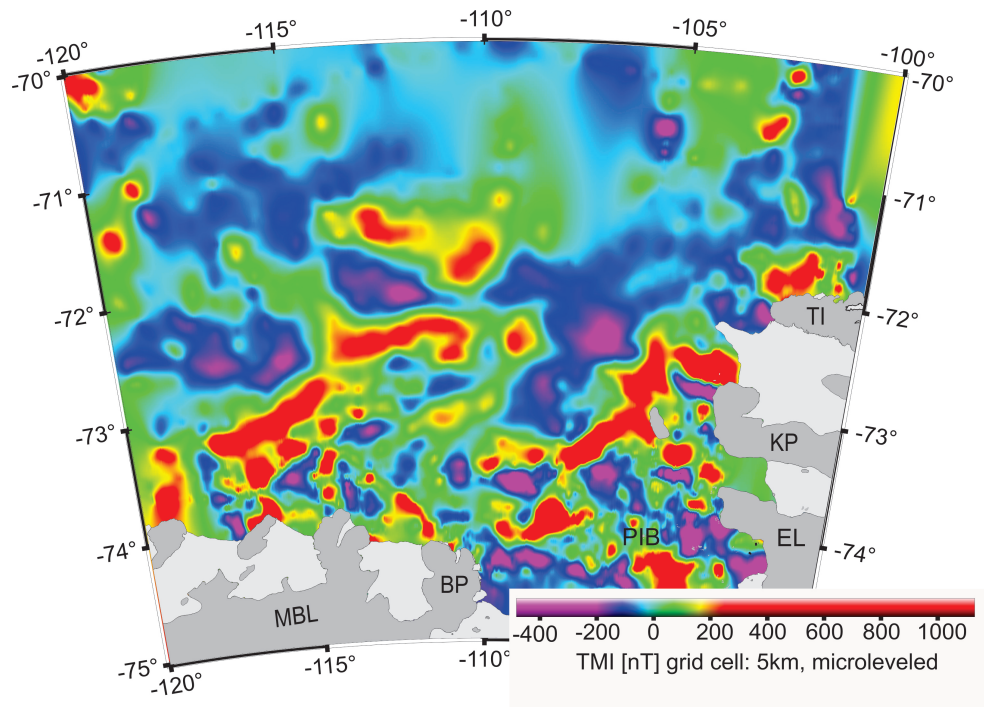 -120° -115° -110° -105° -100°
-70° -70°
-71° -71°
-72° TI -72°
-73° KP -73°
-74° PIB EL -74°
BP
MBL
-75° -120° -115° -110°
-400 -200 0 200 400 600 800 1000
TMI [nT] grid cell: 5km, microleveled